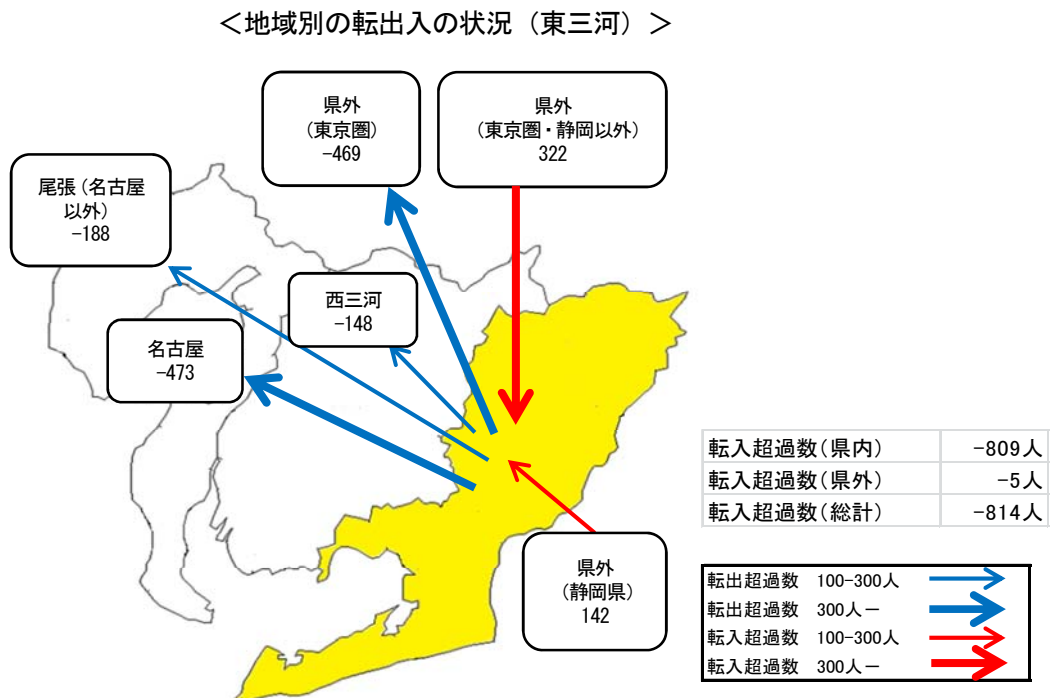 ＜地域別の転出入の状況（東三河）＞
県外
（東京圏）
−469
県外
（東京圏・静岡以外）
322
尾張（名古屋
以外）
−188
西三河
−148
名古屋
−473
県外
（静岡県）
142
転入超過数（県内） −809人
転入超過数（県外） −5人
転入超過数（総計） −814人
転出超過数 100−300人
転出超過数 300人−
転入超過数 100−300人
転入超過数 300人−